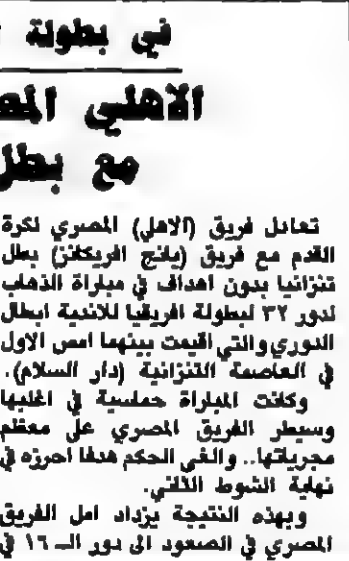 في بطولة
الاهلي المص
مع بطل
تعادل فريق (الاهلي) المصري لكرة
القدم مع فريق (يانج افريكانز) بطل
تنزانيا بدون اهداف في مباراة الذهاب
لدور ٣٢ لبطولة افريقيا للاندية ابطال
الدوري والتي اقيمت بينهما امس الاول
في العاصمة التنزانية (دار السلام).
وكانت المباراة حماسية في اغلبها
وسيطر الفريق المصري على معظم
مجرياتها.. والغى الحكم هدفا احرزه في
نهاية الشوط الثاني.
وبهذه النتيجة يزداد امل الفريق
المصري في الصعود الى دور الـ ١٦ في